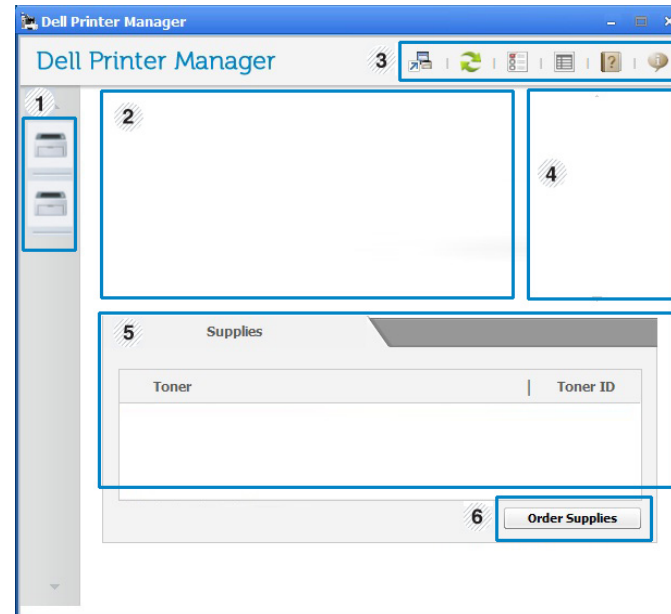 Dell Printer Manager
Dell Printer Manager
3
1
2
4
5
Supplies
Toner | Toner ID
6
Order Supplies